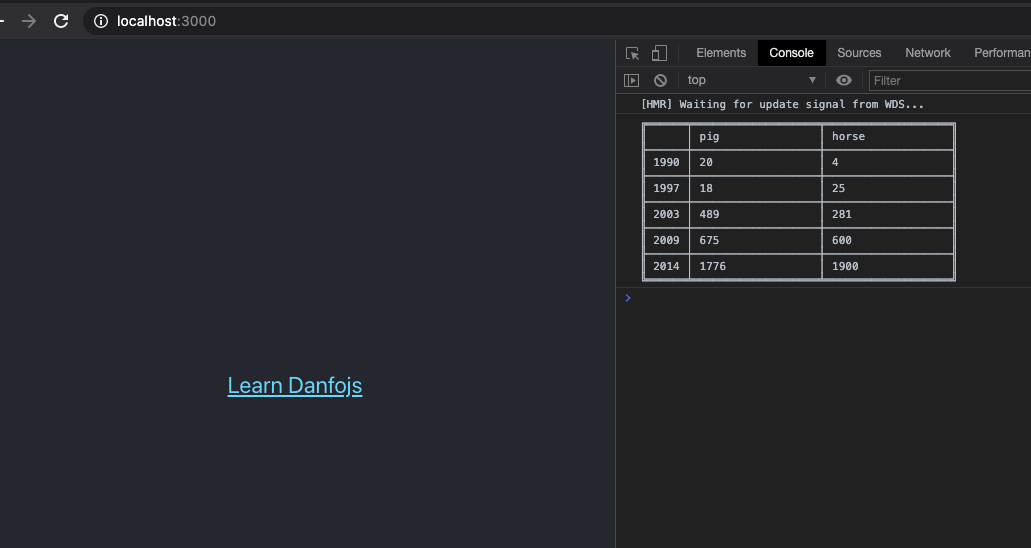 localhost:3000
Elements Console Sources Network Performan
top Filter
[HMR] Waiting for update signal from WDS...
pig horse
1990 20 4
1997 18 25
2003 489 281
2009 675 600
2014 1776 1900
Learn Danfojs